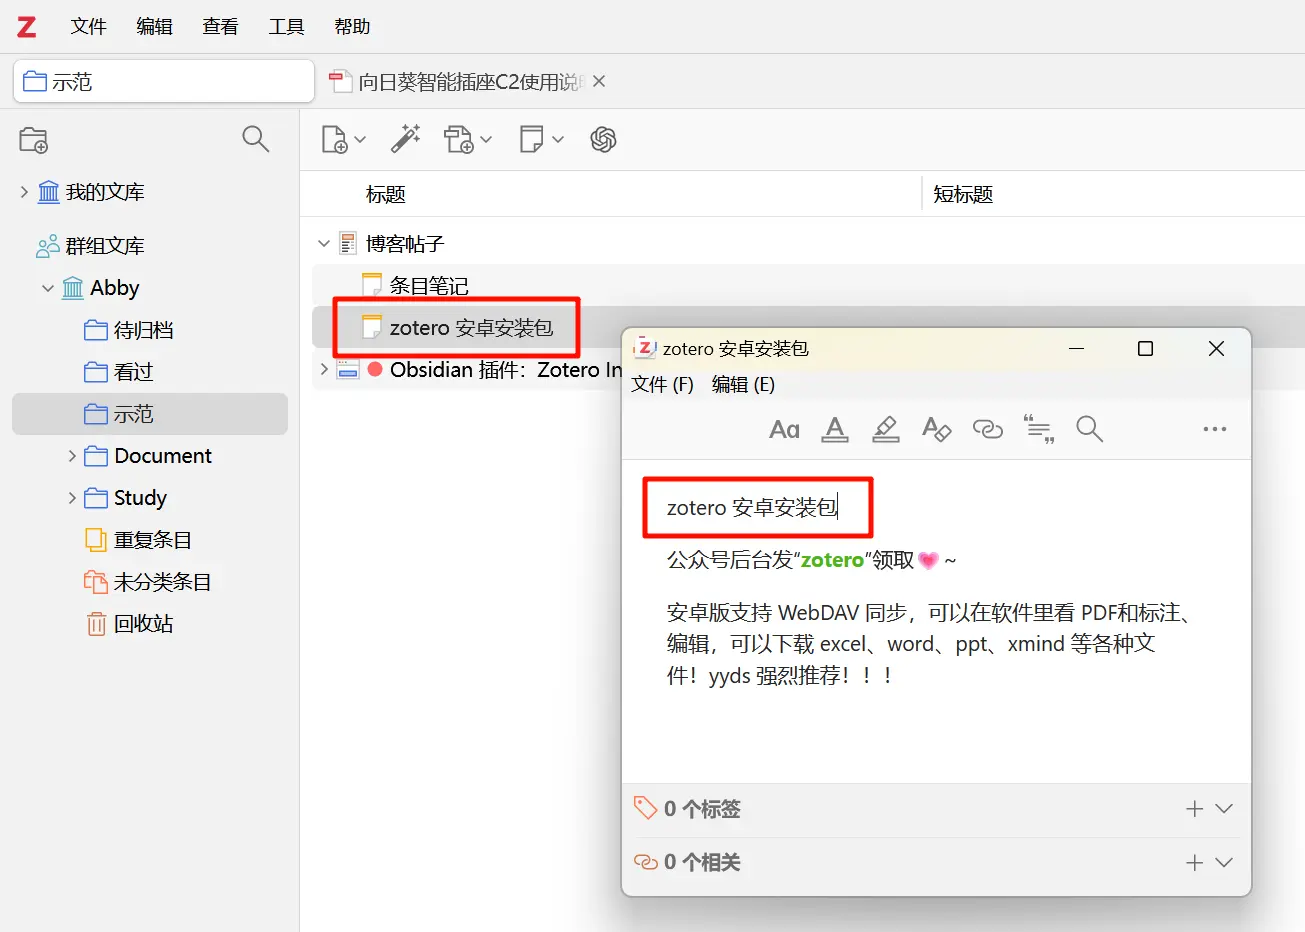 Z 文件 编辑 查看 工具 帮助
示范 向日葵智能插座C2使用说
标题 短标题
我的文库
群组文库
Abby
待归档
看过
示范
Document
Study
重复条目
未分类条目
回收站
博客帖子
条目笔记
zotero 安卓安装包
Obsidian 插件：Zotero In
zotero 安卓安装包
文件 (F) 编辑 (E)
Aa A A
zotero 安卓安装包
公众号后台发“zotero”领取💗 ~
安卓版支持 WebDAV 同步，可以在软件里看 PDF和标注、
编辑，可以下载 excel、word、ppt、xmind 等各种文
件！yyds 强烈推荐！！！
0 个标签
0 个相关